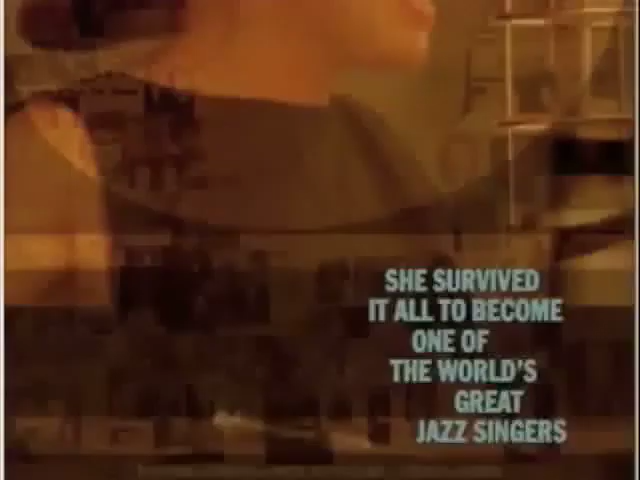 SHE SURVIVED
IT ALL TO BECOME
ONE OF
THE WORLD'S
GREAT
JAZZ SINGERS